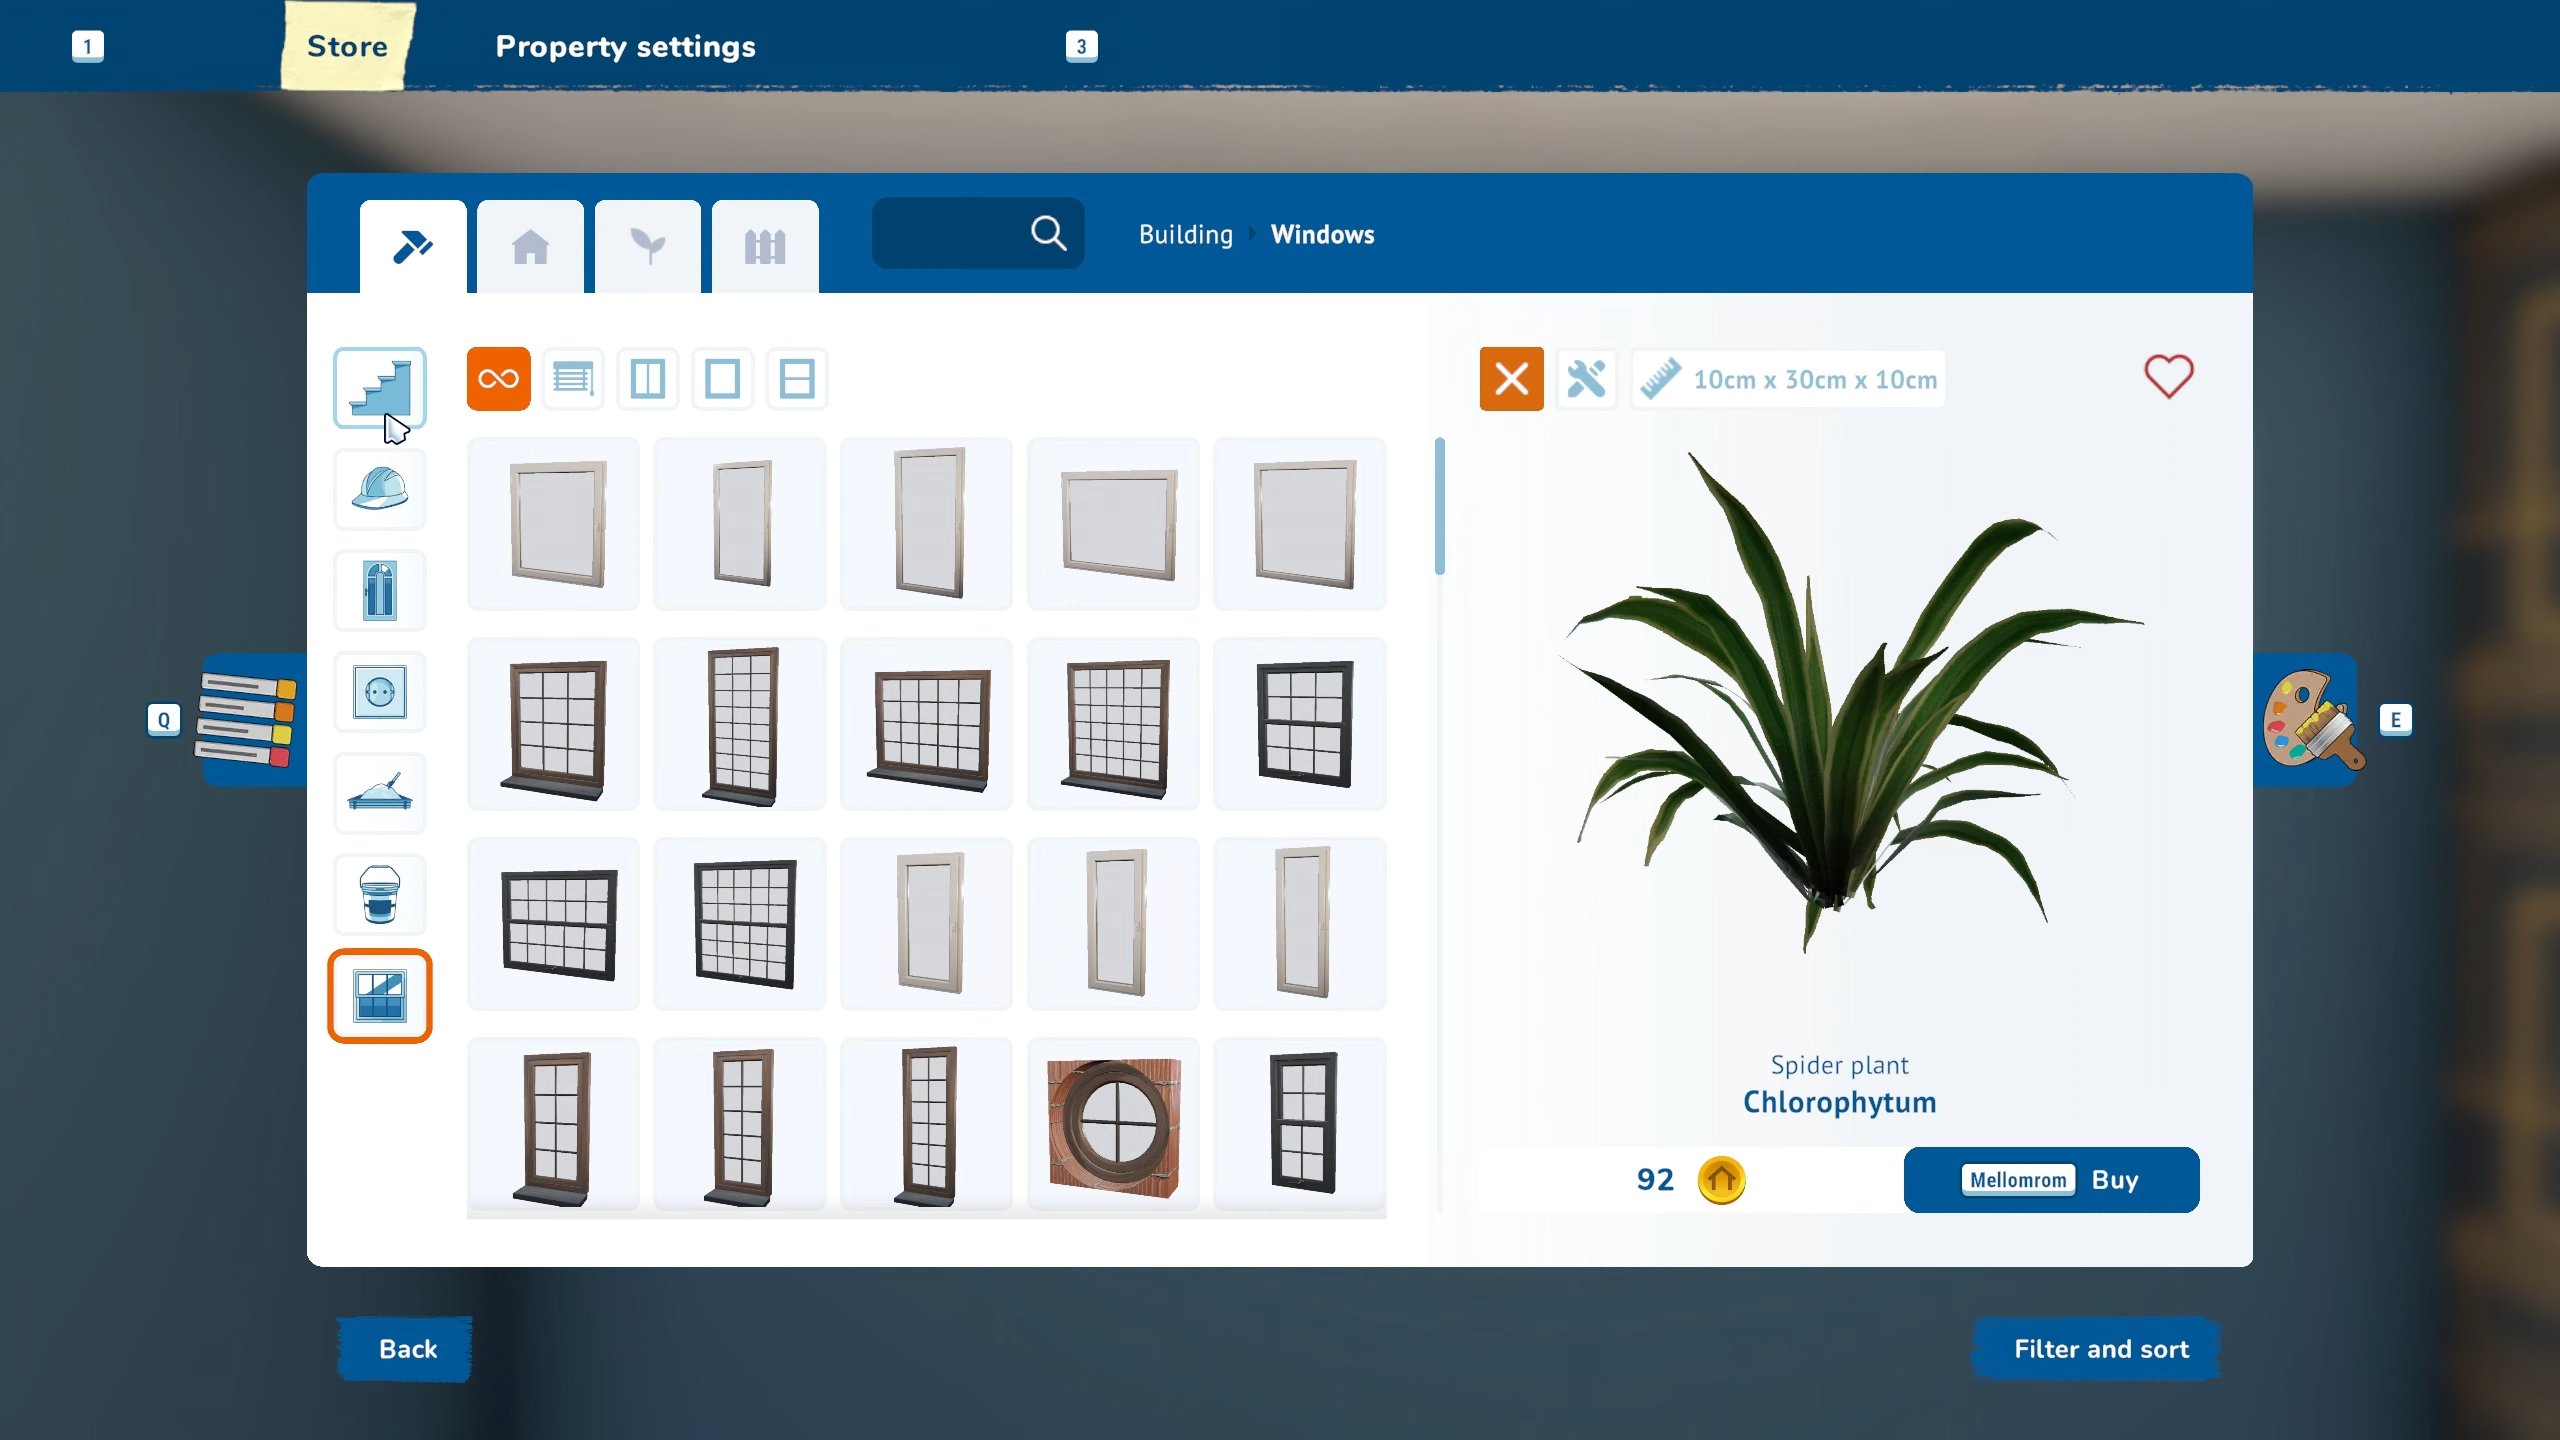 1
Store
Property settings
3
Building
Windows
10cm x 30cm x 10cm
Q
E
Spider plant
Chlorophytum
92
Mellomrom
Buy
Back
Filter and sort